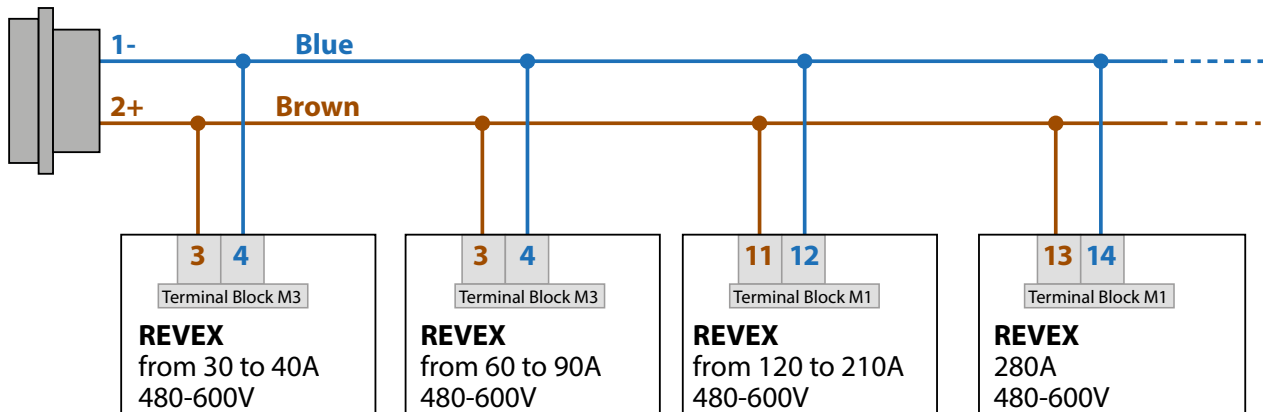 1- Blue
2+ Brown
3 4 3 4 11 12 13 14
Terminal Block M3 Terminal Block M3 Terminal Block M1 Terminal Block M1
REVEX
from 30 to 40A
480-600V
REVEX
from 60 to 90A
480-600V
REVEX
from 120 to 210A
480-600V
REVEX
280A
480-600V